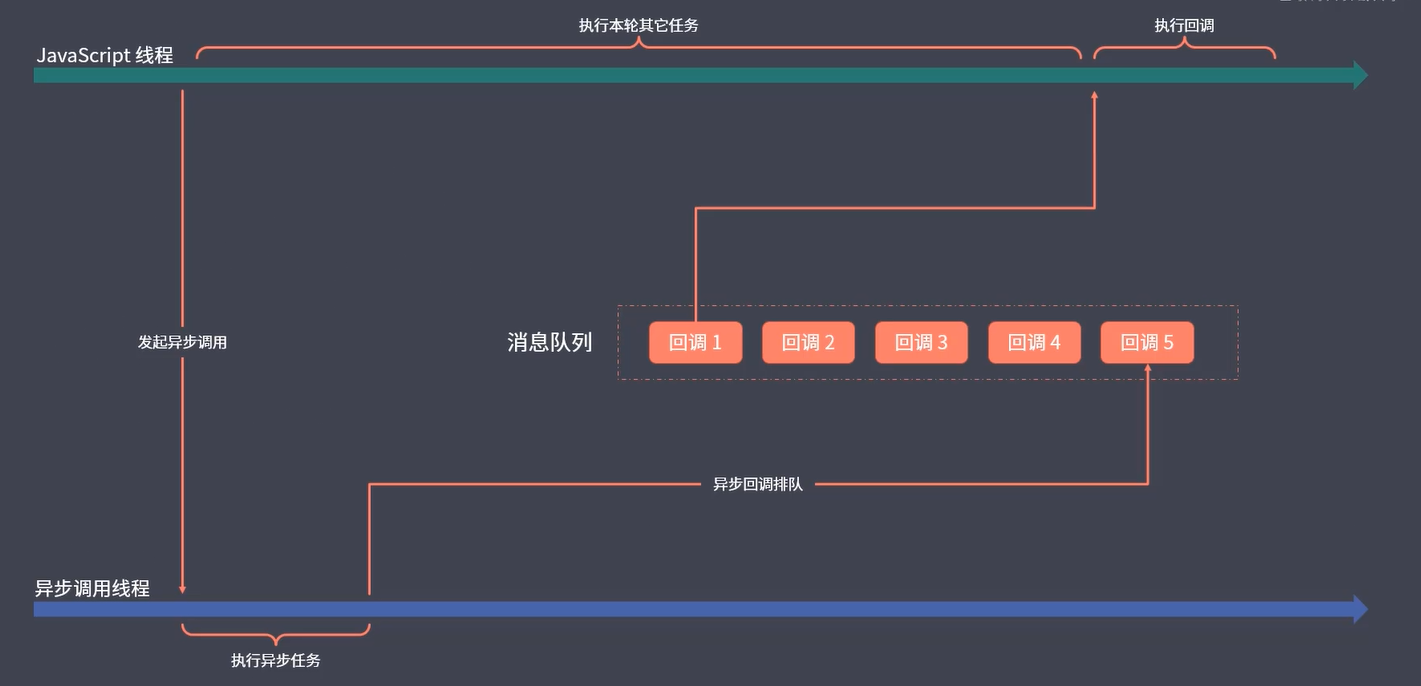 执行本轮其它任务
执行回调
JavaScript 线程
发起异步调用
消息队列
回调 1
回调 2
回调 3
回调 4
回调 5
异步回调排队
异步调用线程
执行异步任务